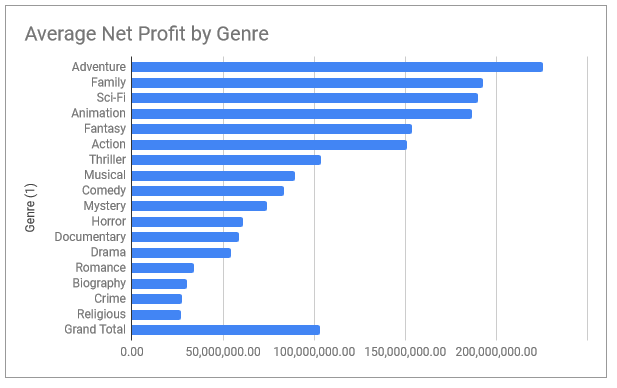 Average Net Profit by Genre
Genre (1)
Adventure
Family
Sci-Fi
Animation
Fantasy
Action
Thriller
Musical
Comedy
Mystery
Horror
Documentary
Drama
Romance
Biography
Crime
Religious
Grand Total
0.00 50,000,000.00 100,000,000.00 150,000,000.00 200,000,000.00